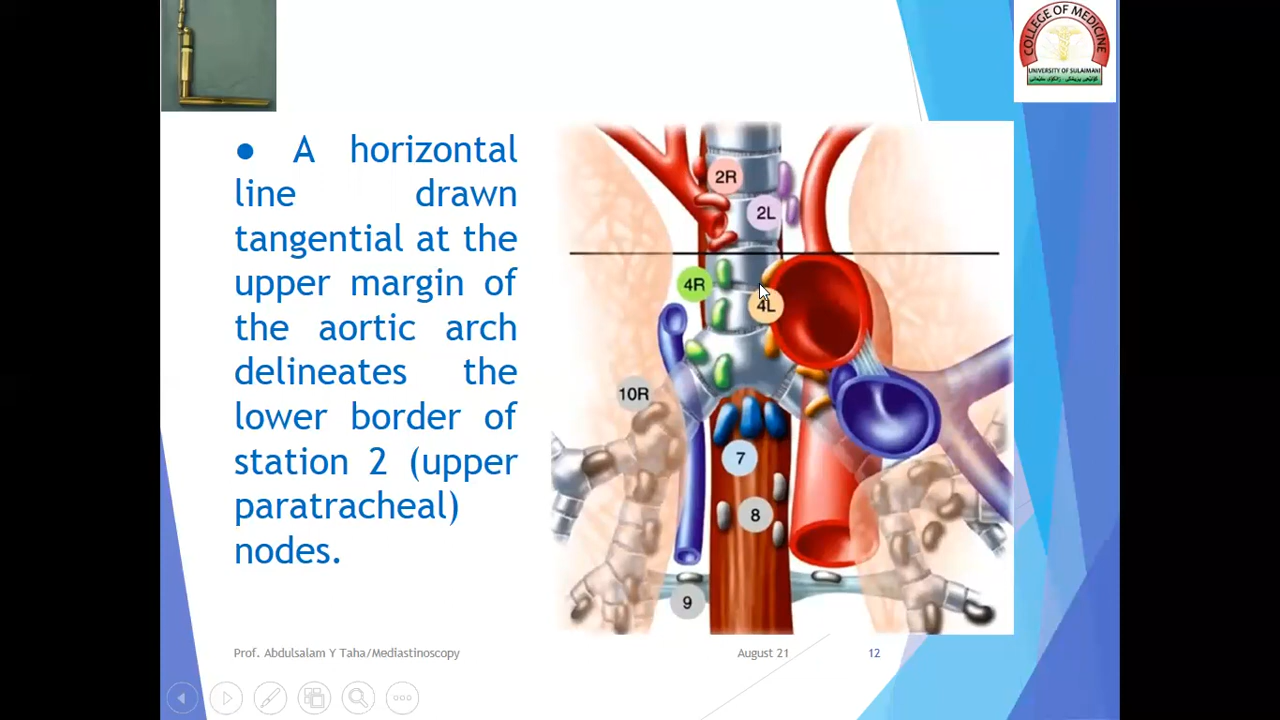 COLLEGE OF MEDICINE
UNIVERSITY OF SULAIMANI
● A horizontal
line drawn
tangential at the
upper margin of
the aortic arch
delineates the
lower border of
station 2 (upper
paratracheal)
nodes.
2R
2L
4R
4L
10R
7
8
9
Prof. Abdulsalam Y Taha/Mediastinoscopy
August 21
12